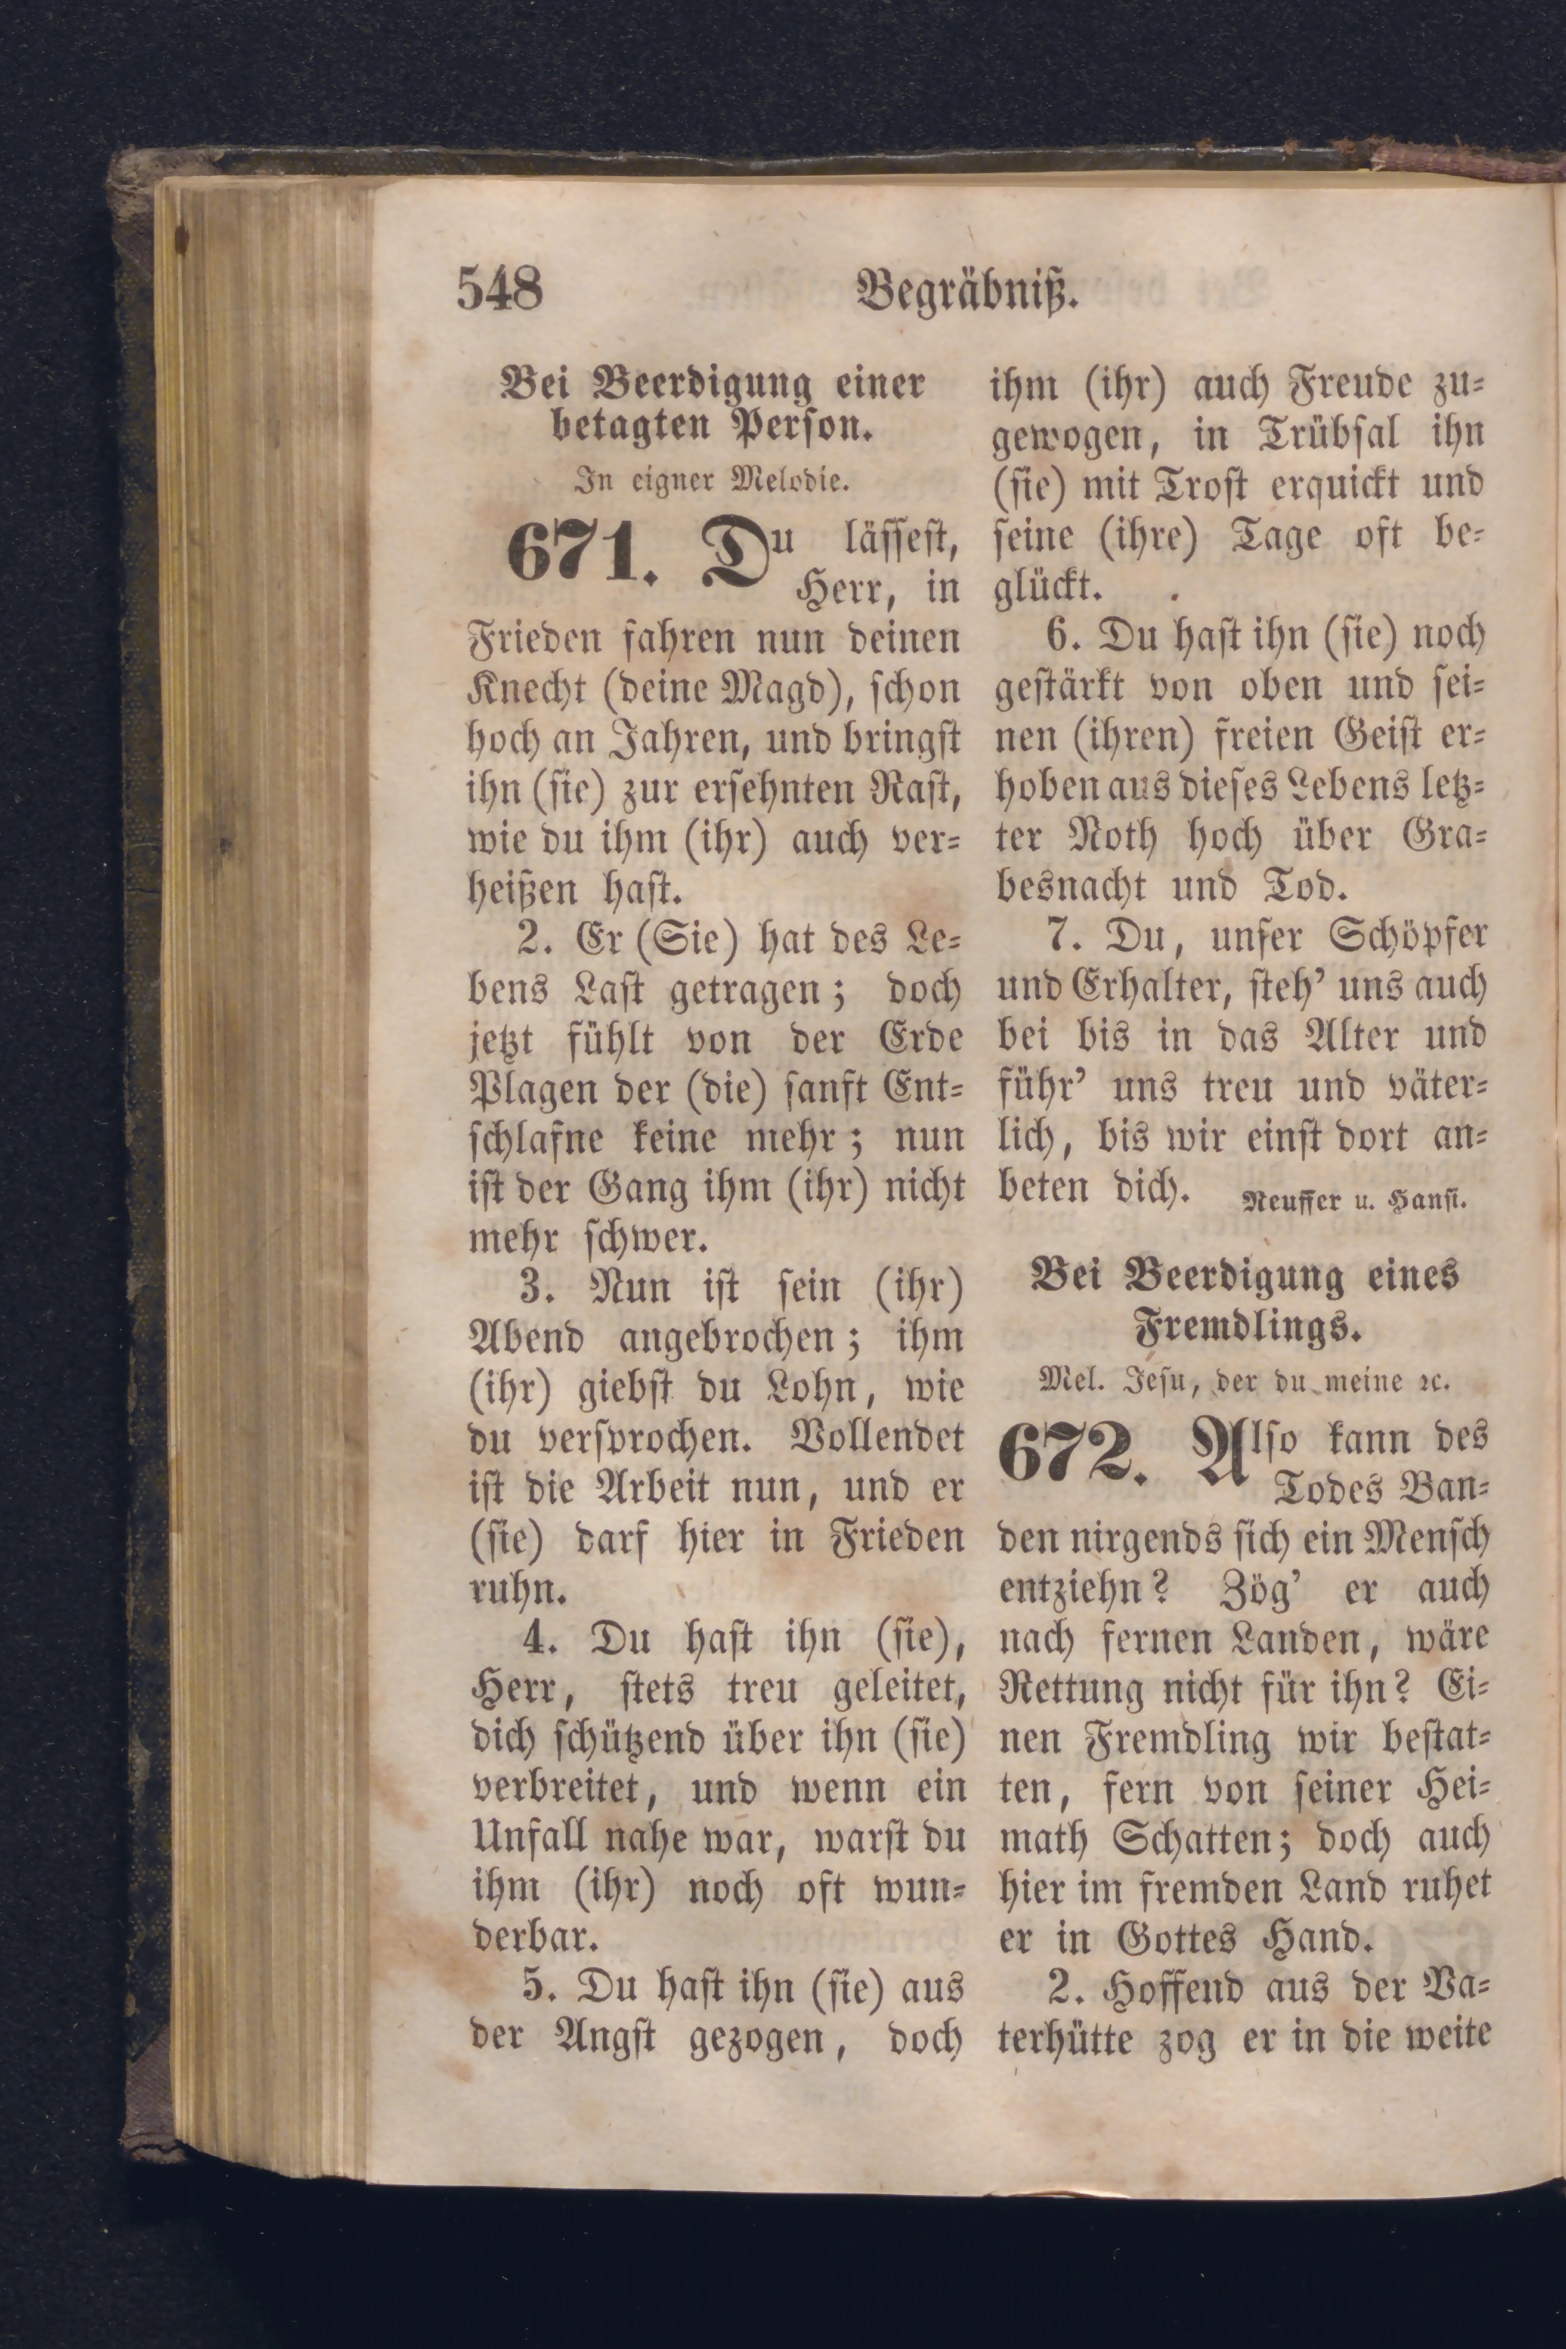 548
Begräbniß.
Bei Beerdigung einer
betagten Perſon.
In eigner Melodie.
671. Du läſſeſt,
Herr, in
Frieden fahren nun deinen
Knecht (deine Magd), ſchon
hoch an Jahren, und bringſt
ihn (ſie) zur erſehnten Raſt,
wie du ihm (ihr) auch ver-
heißen haſt.
2. Er (Sie) hat des Le-
bens Laſt getragen; doch
jetzt fühlt von der Erde
Plagen der (die) ſanft Ent-
ſchlafne keine mehr; nun
iſt der Gang ihm (ihr) nicht
mehr ſchwer.
3. Nun iſt ſein (ihr)
Abend angebrochen; ihm
(ihr) giebſt du Lohn, wie
du verſprochen. Vollendet
iſt die Arbeit nun, und er
(ſie) darf hier in Frieden
ruhn.
4. Du haſt ihn (ſie),
Herr, ſtets treu geleitet,
dich ſchützend über ihn (ſie)
verbreitet, und wenn ein
Unfall nahe war, warſt du
ihm (ihr) noch oft wun-
derbar.
5. Du haſt ihn (ſie) aus
der Angſt gezogen, doch
ihm (ihr) auch Freude zu-
gewogen, in Trübſal ihn
(ſie) mit Troſt erquickt und
ſeine (ihre) Tage oft be-
glückt.
6. Du haſt ihn (ſie) noch
geſtärkt von oben und ſei-
nen (ihren) freien Geiſt er-
hoben aus dieſes Lebens letz-
ter Noth hoch über Gra-
besnacht und Tod.
7. Du, unſer Schöpfer
und Erhalter, ſteh' uns auch
bei bis in das Alter und
führ' uns treu und väter-
lich, bis wir einſt dort an-
beten dich. Neuffer u. Hanſi.
Bei Beerdigung eines
Fremdlings.
Mel. Jeſu, der du meine ꝛc.
672. Alſo kann des
Todes Ban-
den nirgends ſich ein Menſch
entziehn? Zög' er auch
nach fernen Landen, wäre
Rettung nicht für ihn? Ei-
nen Fremdling wir beſtat-
ten, fern von ſeiner Hei-
math Schatten; doch auch
hier im fremden Land ruhet
er in Gottes Hand.
2. Hoffend aus der Va-
terhütte zog er in die weite